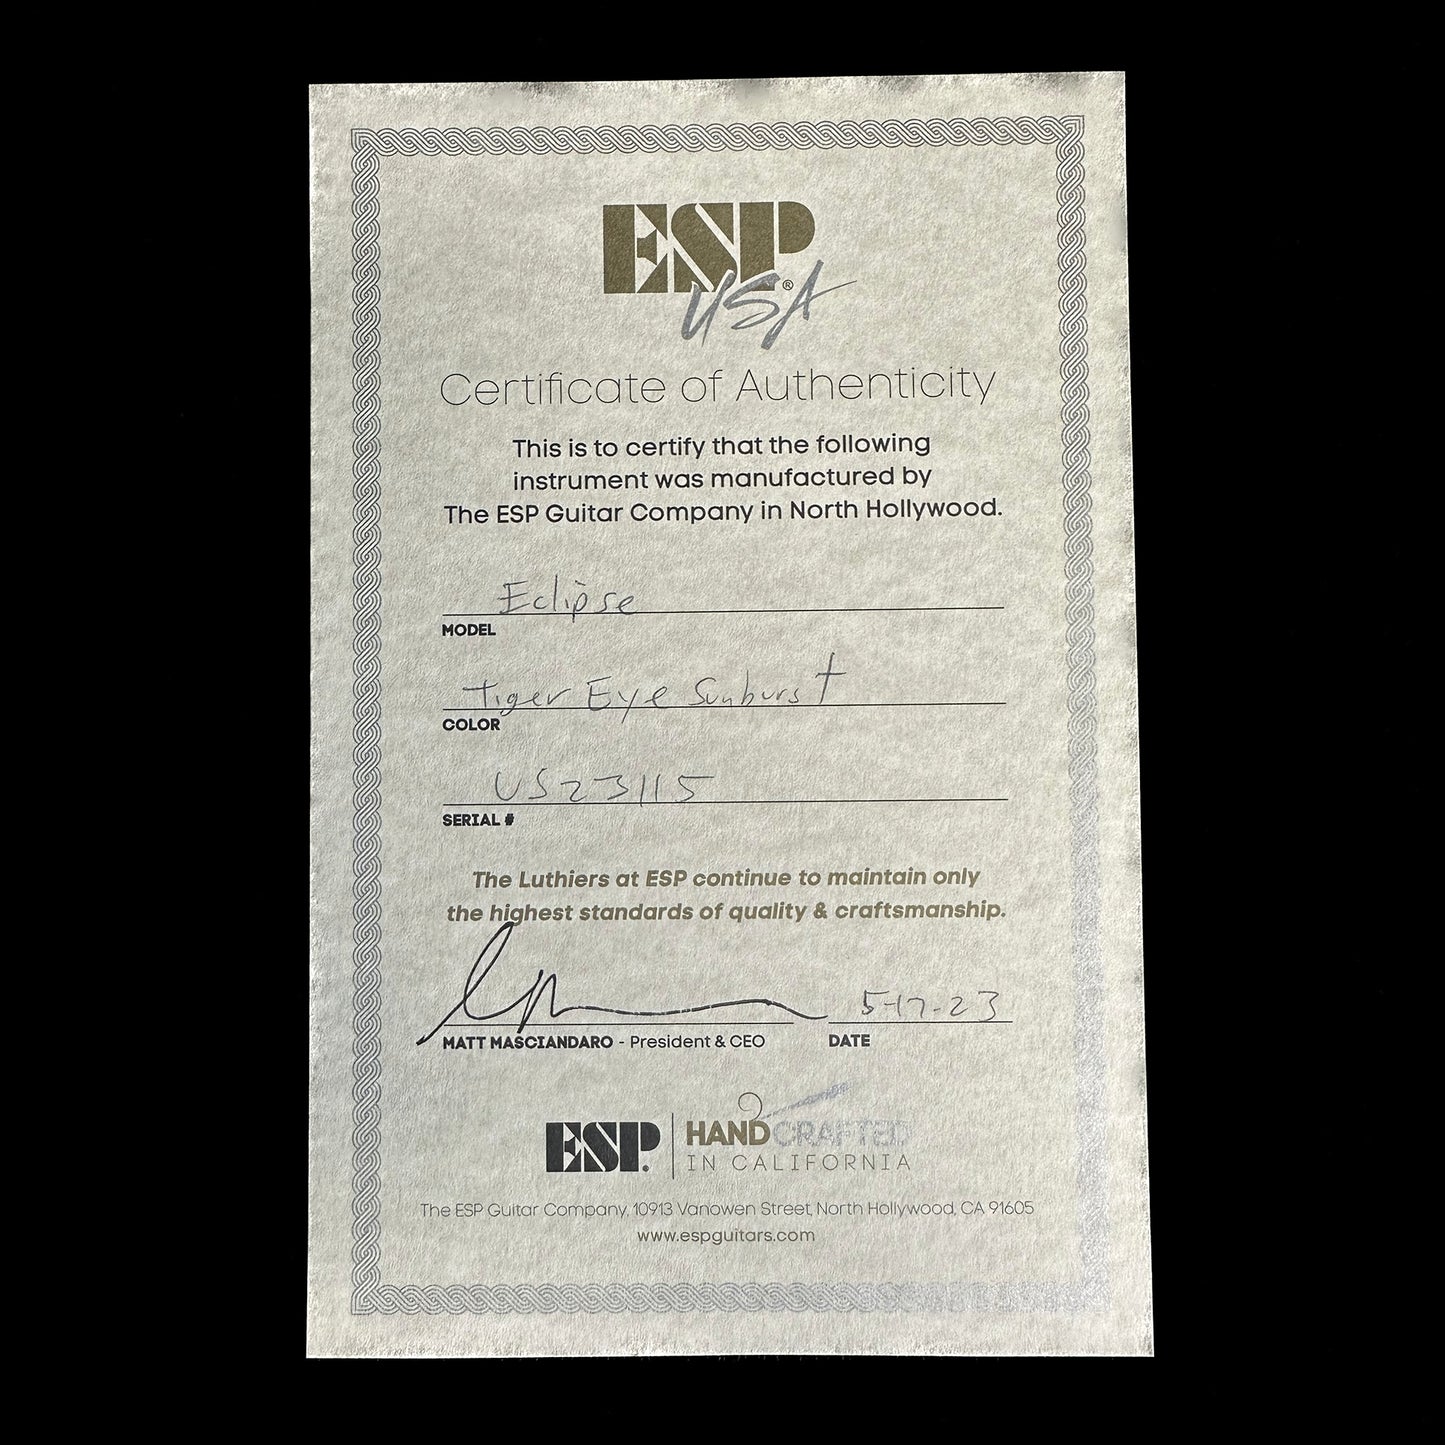 ESP®
USA
Certificate of Authenticity
This is to certify that the following
instrument was manufactured by
The ESP Guitar Company in North Hollywood.
Eclipse
MODEL
Tiger Eye Sunburst
COLOR
US23115
SERIAL #
The Luthiers at ESP continue to maintain only
the highest standards of quality & craftsmanship.
5-17-23
MATT MASCIANDARO - President & CEO DATE
ESP® HANDCRAFTED
IN CALIFORNIA
The ESP Guitar Company, 10913 Vanowen Street, North Hollywood, CA 91605
www.espguitars.com